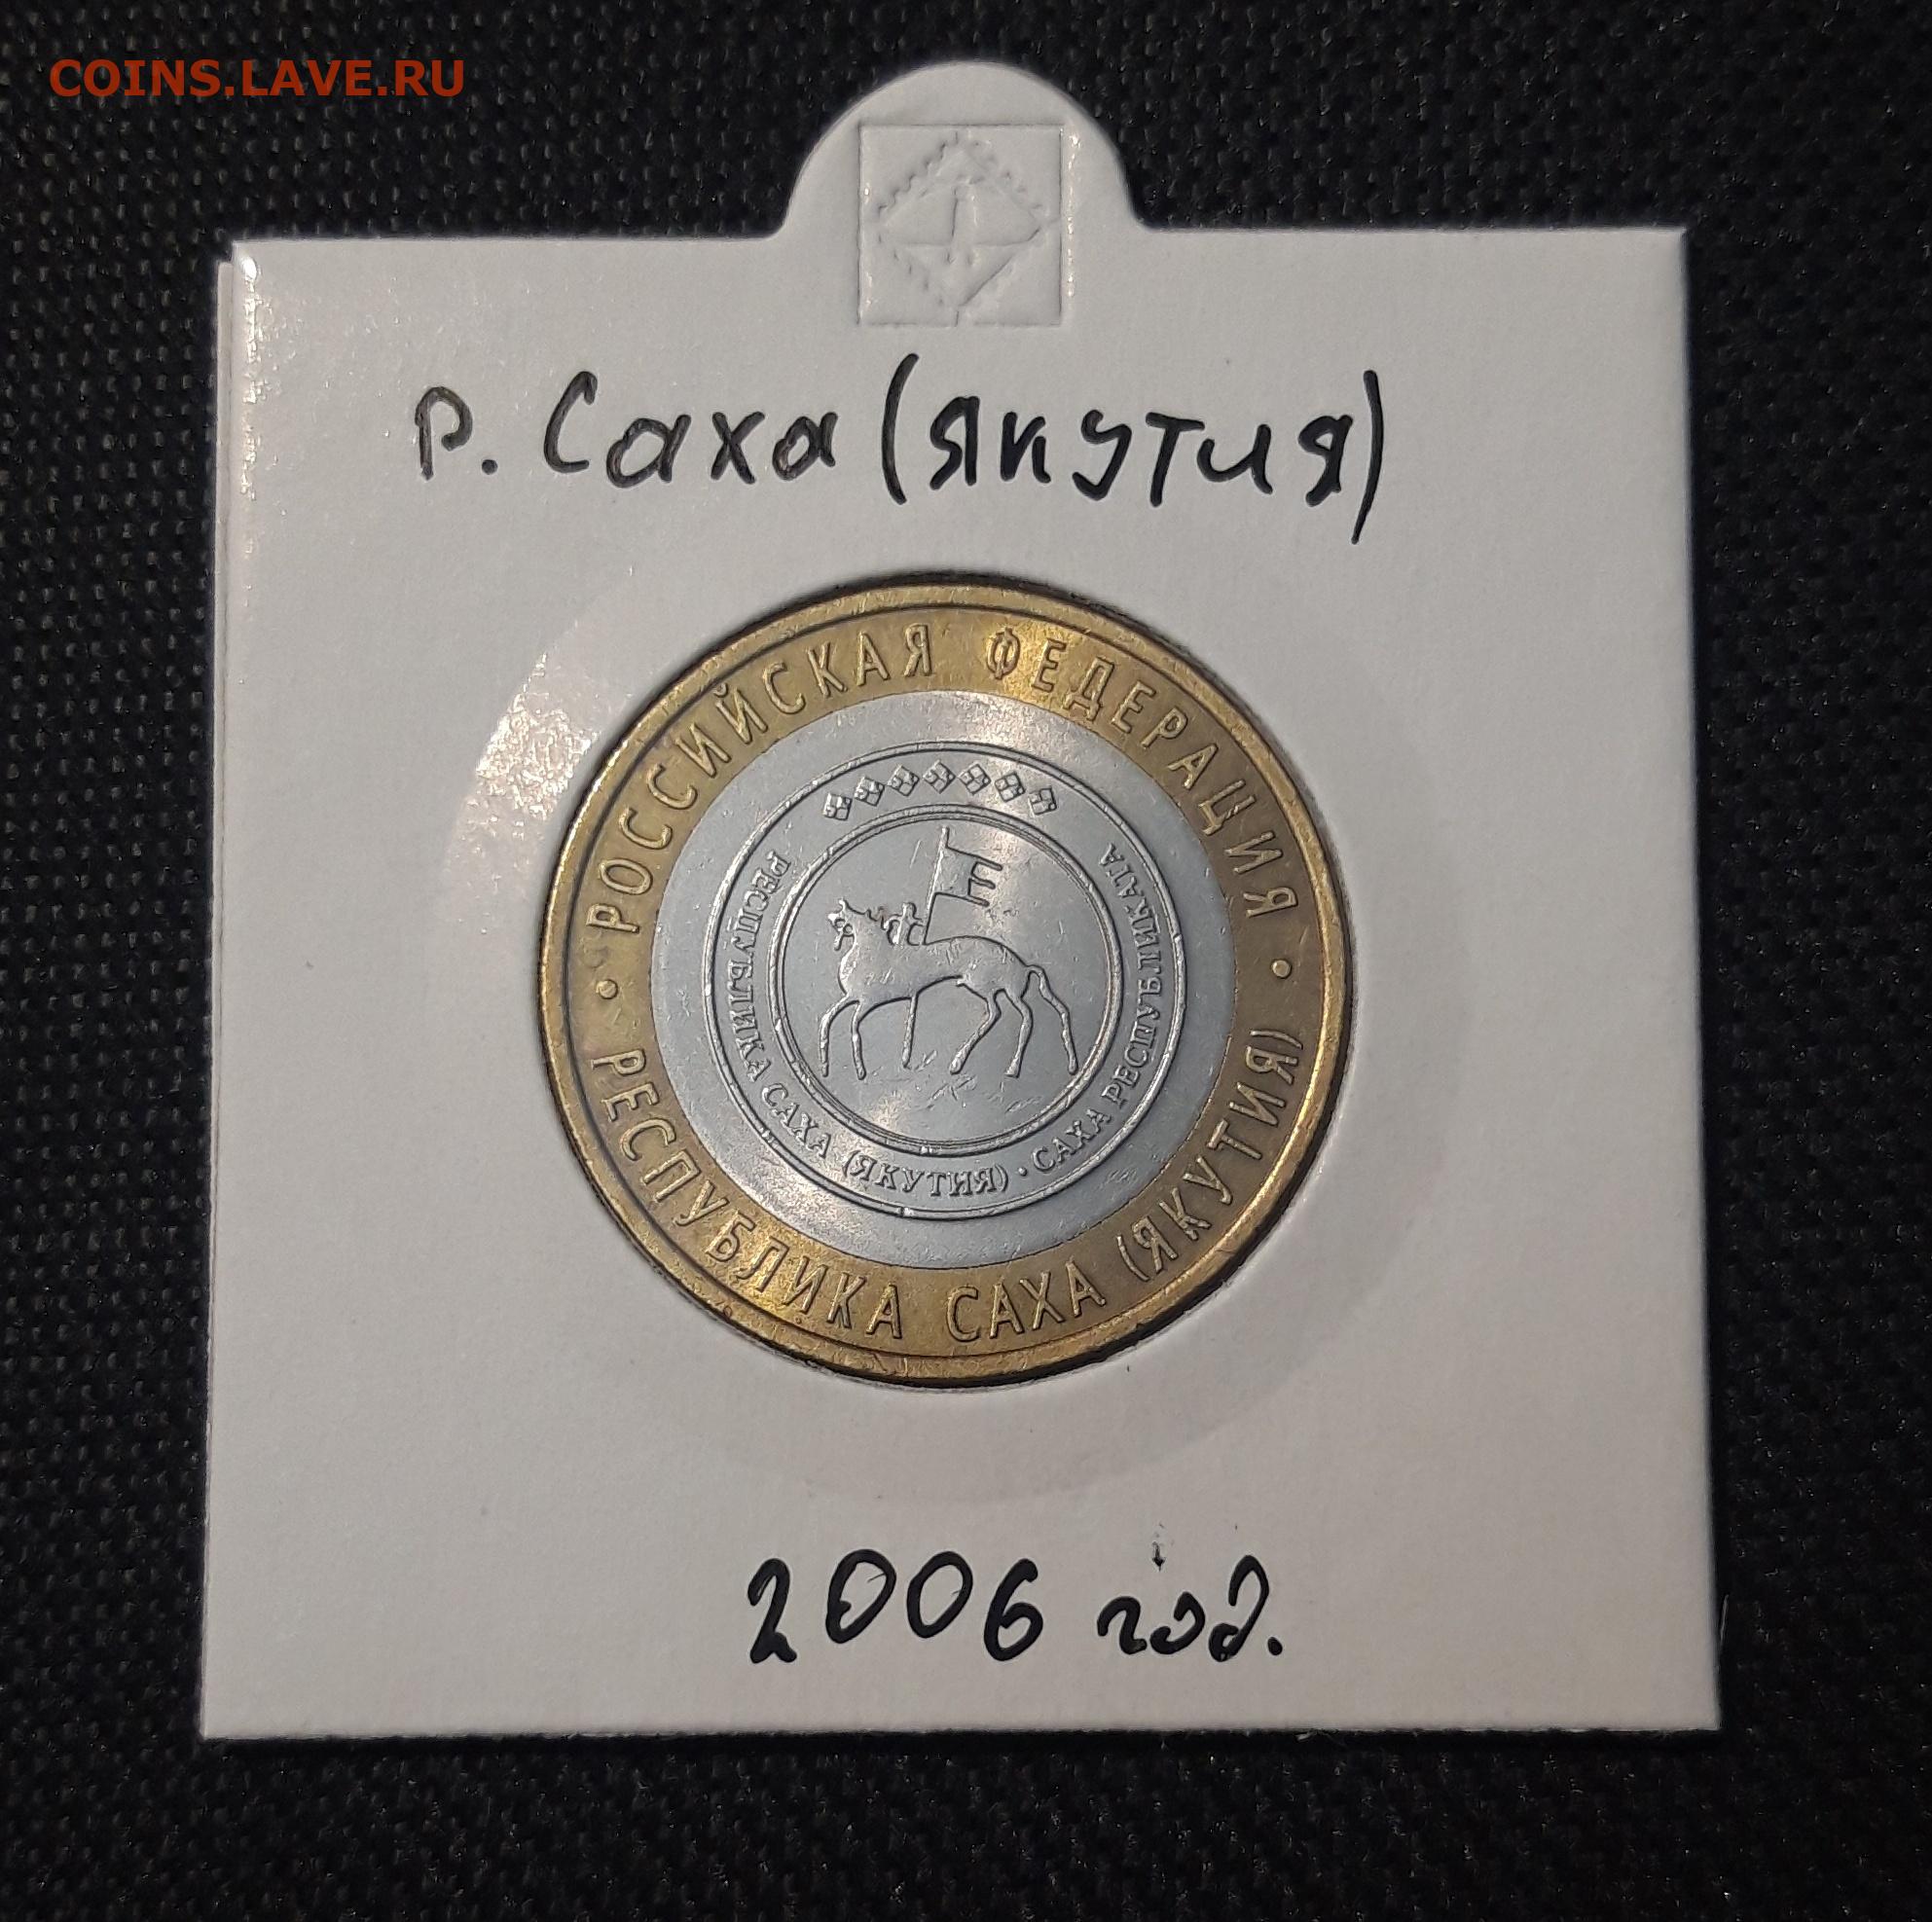 COINS.LAVE.RU
р. Саха (якутия)
• РОССИЙСКАЯ ФЕДЕРАЦИЯ •
РЕСПУБЛИКА САХА (ЯКУТИЯ)
РЕСПУБЛИКА САХА (ЯКУТИЯ) • САХА РЕСПУБЛИКАТА
2006 год.